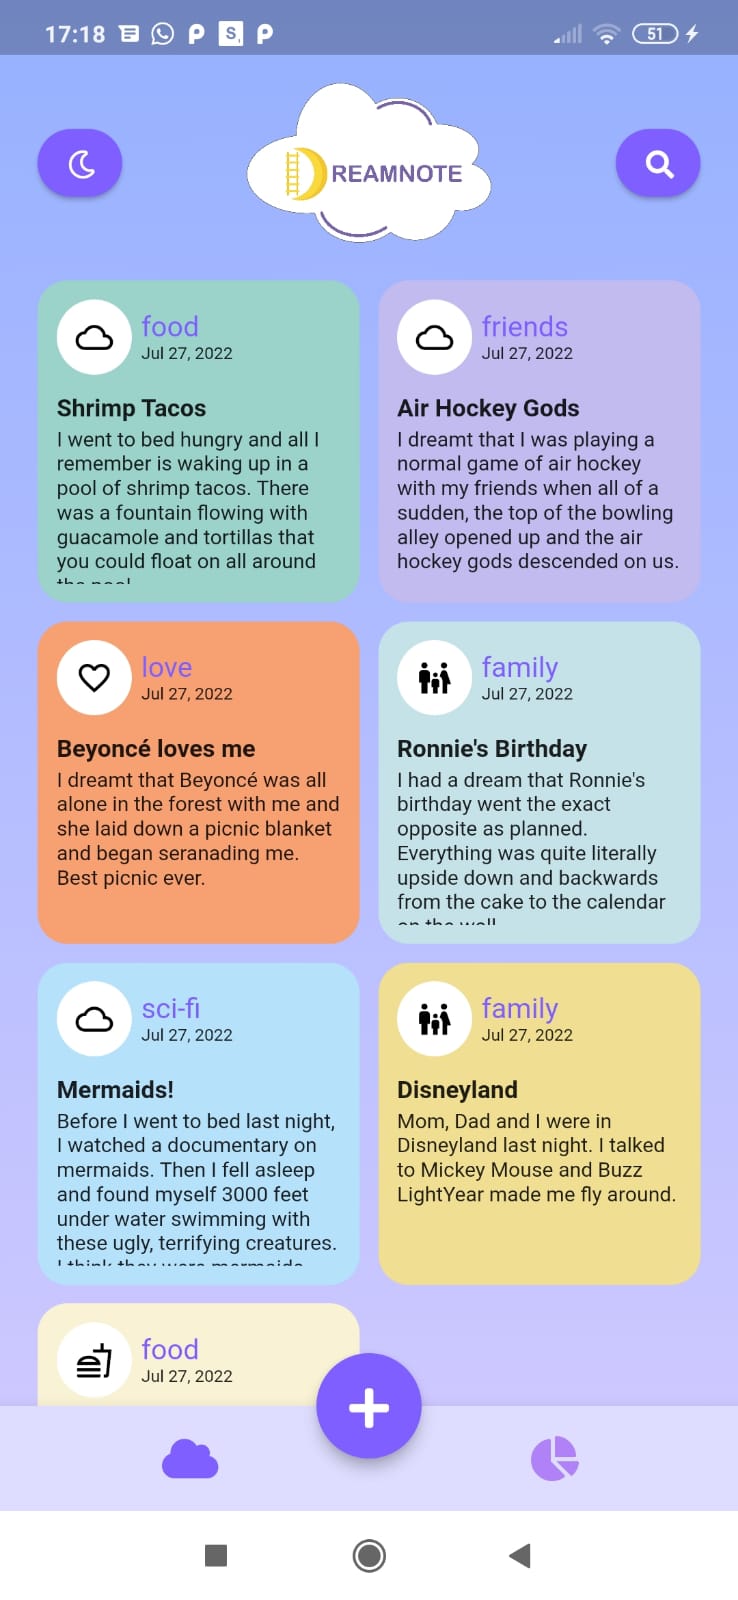 17:18
S,
51
REAMNOTE
food
Jul 27, 2022
Shrimp Tacos
I went to bed hungry and all I
remember is waking up in a
pool of shrimp tacos. There
was a fountain flowing with
guacamole and tortillas that
you could float on all around
the pool
friends
Jul 27, 2022
Air Hockey Gods
I dreamt that I was playing a
normal game of air hockey
with my friends when all of a
sudden, the top of the bowling
alley opened up and the air
hockey gods descended on us.
love
Jul 27, 2022
Beyoncé loves me
I dreamt that Beyoncé was all
alone in the forest with me and
she laid down a picnic blanket
and began seranading me.
Best picnic ever.
family
Jul 27, 2022
Ronnie's Birthday
I had a dream that Ronnie's
birthday went the exact
opposite as planned.
Everything was quite literally
upside down and backwards
from the cake to the calendar
on the wall
sci-fi
Jul 27, 2022
Mermaids!
Before I went to bed last night,
I watched a documentary on
mermaids. Then I fell asleep
and found myself 3000 feet
under water swimming with
these ugly, terrifying creatures.
I think they were mermaids
family
Jul 27, 2022
Disneyland
Mom, Dad and I were in
Disneyland last night. I talked
to Mickey Mouse and Buzz
LightYear made me fly around.
food
Jul 27, 2022